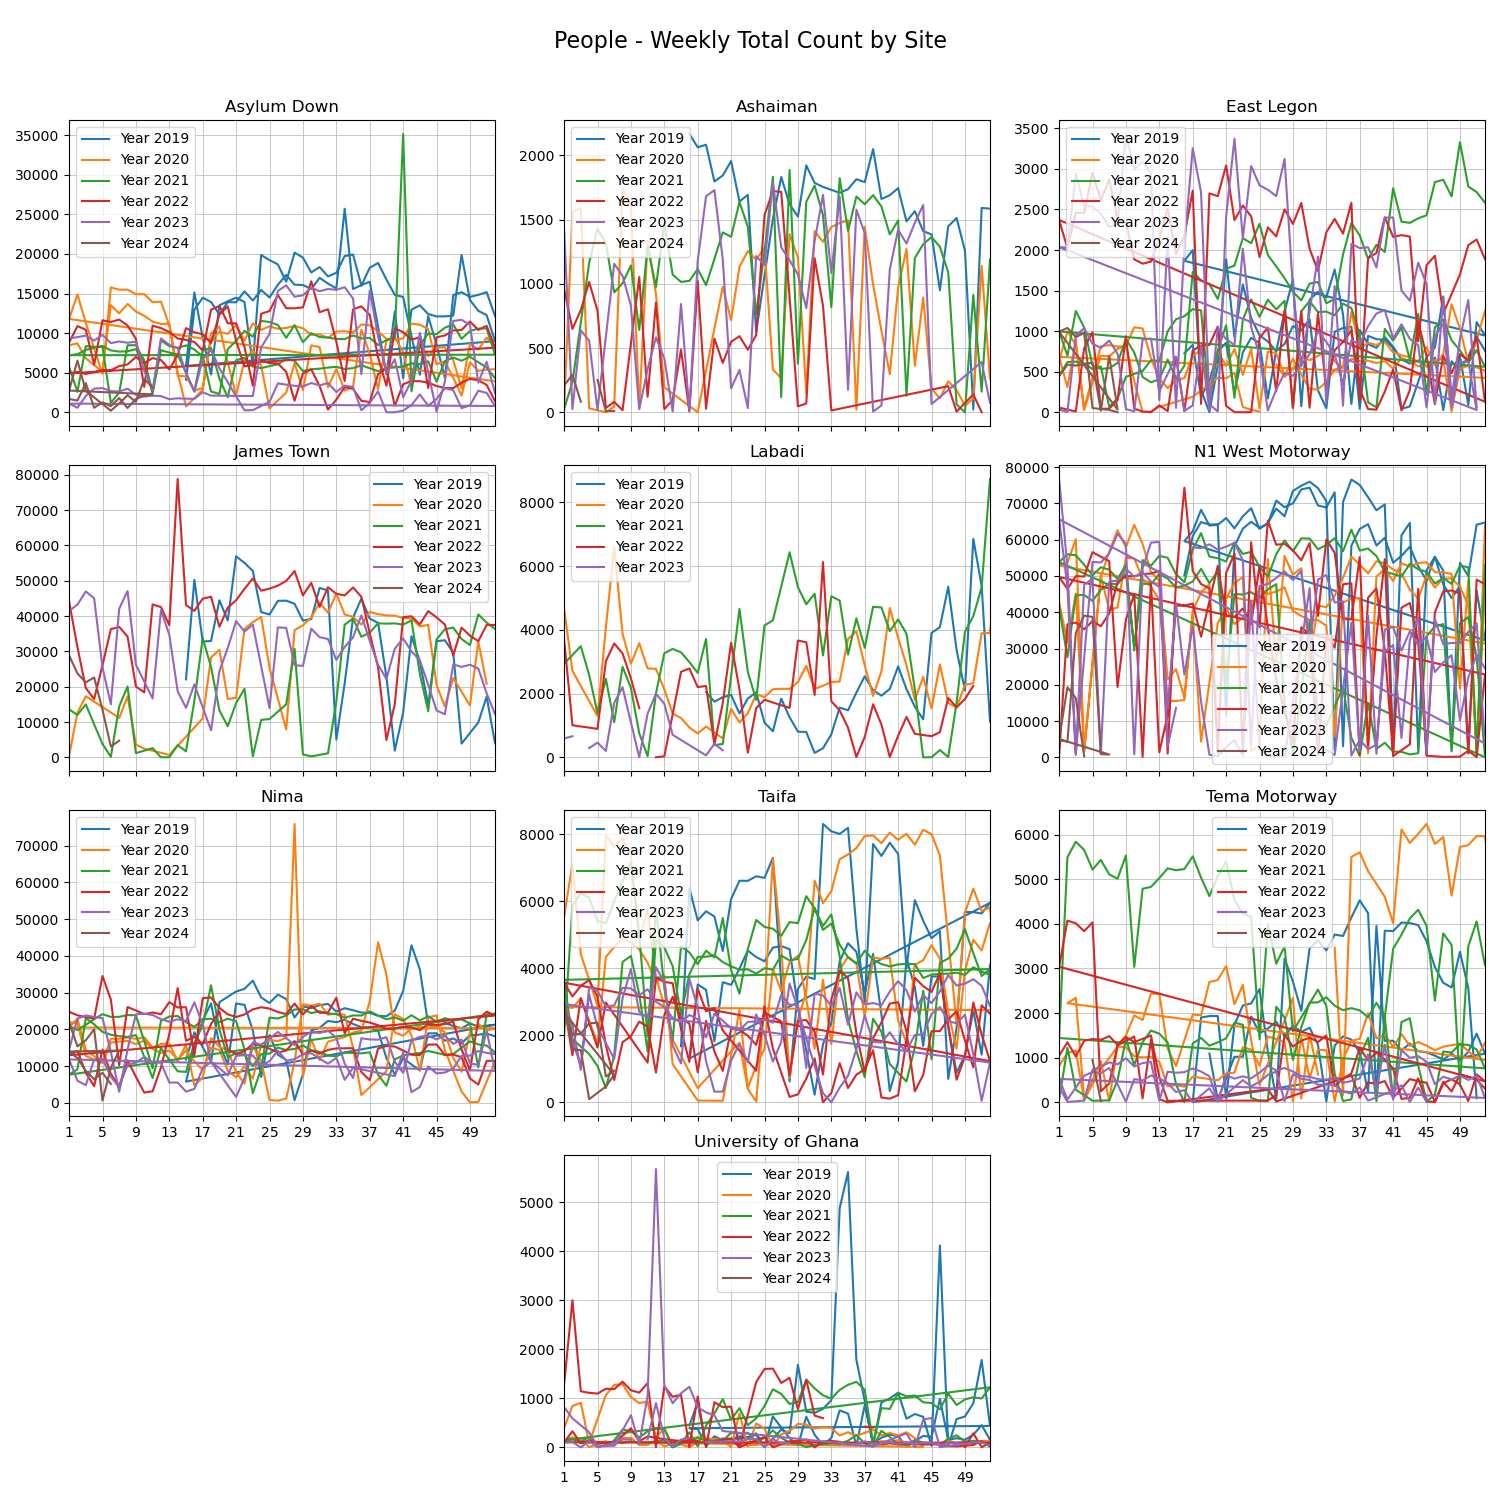 People - Weekly Total Count by Site
Asylum Down
35000
30000
25000
20000
15000
10000
5000
0
Year 2019
Year 2020
Year 2021
Year 2022
Year 2023
Year 2024
Ashaiman
2000
1500
1000
500
0
Year 2019
Year 2020
Year 2021
Year 2022
Year 2023
Year 2024
East Legon
3500
3000
2500
2000
1500
1000
500
0
Year 2019
Year 2020
Year 2021
Year 2022
Year 2023
Year 2024
James Town
80000
70000
60000
50000
40000
30000
20000
10000
0
Year 2019
Year 2020
Year 2021
Year 2022
Year 2023
Year 2024
Labadi
8000
6000
4000
2000
0
Year 2019
Year 2020
Year 2021
Year 2022
Year 2023
N1 West Motorway
80000
70000
60000
50000
40000
30000
20000
10000
0
Year 2019
Year 2020
Year 2021
Year 2022
Year 2023
Year 2024
Nima
70000
60000
50000
40000
30000
20000
10000
0
Year 2019
Year 2020
Year 2021
Year 2022
Year 2023
Year 2024
1 5 9 13 17 21 25 29 33 37 41 45 49
Taifa
8000
6000
4000
2000
0
Year 2019
Year 2020
Year 2021
Year 2022
Year 2023
Year 2024
Tema Motorway
6000
5000
4000
3000
2000
1000
0
Year 2019
Year 2020
Year 2021
Year 2022
Year 2023
Year 2024
1 5 9 13 17 21 25 29 33 37 41 45 49
University of Ghana
5000
4000
3000
2000
1000
0
Year 2019
Year 2020
Year 2021
Year 2022
Year 2023
Year 2024
1 5 9 13 17 21 25 29 33 37 41 45 49